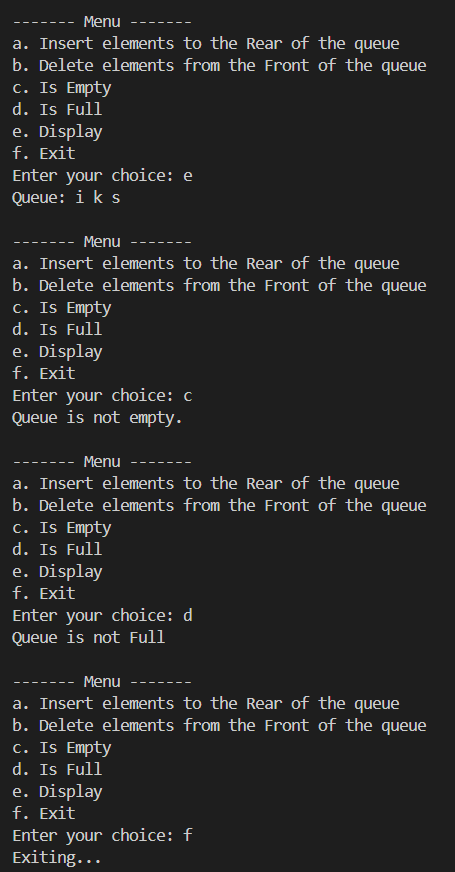 ------- Menu -------
a. Insert elements to the Rear of the queue
b. Delete elements from the Front of the queue
c. Is Empty
d. Is Full
e. Display
f. Exit
Enter your choice: e
Queue: i k s

------- Menu -------
a. Insert elements to the Rear of the queue
b. Delete elements from the Front of the queue
c. Is Empty
d. Is Full
e. Display
f. Exit
Enter your choice: c
Queue is not empty.

------- Menu -------
a. Insert elements to the Rear of the queue
b. Delete elements from the Front of the queue
c. Is Empty
d. Is Full
e. Display
f. Exit
Enter your choice: d
Queue is not Full

------- Menu -------
a. Insert elements to the Rear of the queue
b. Delete elements from the Front of the queue
c. Is Empty
d. Is Full
e. Display
f. Exit
Enter your choice: f
Exiting...